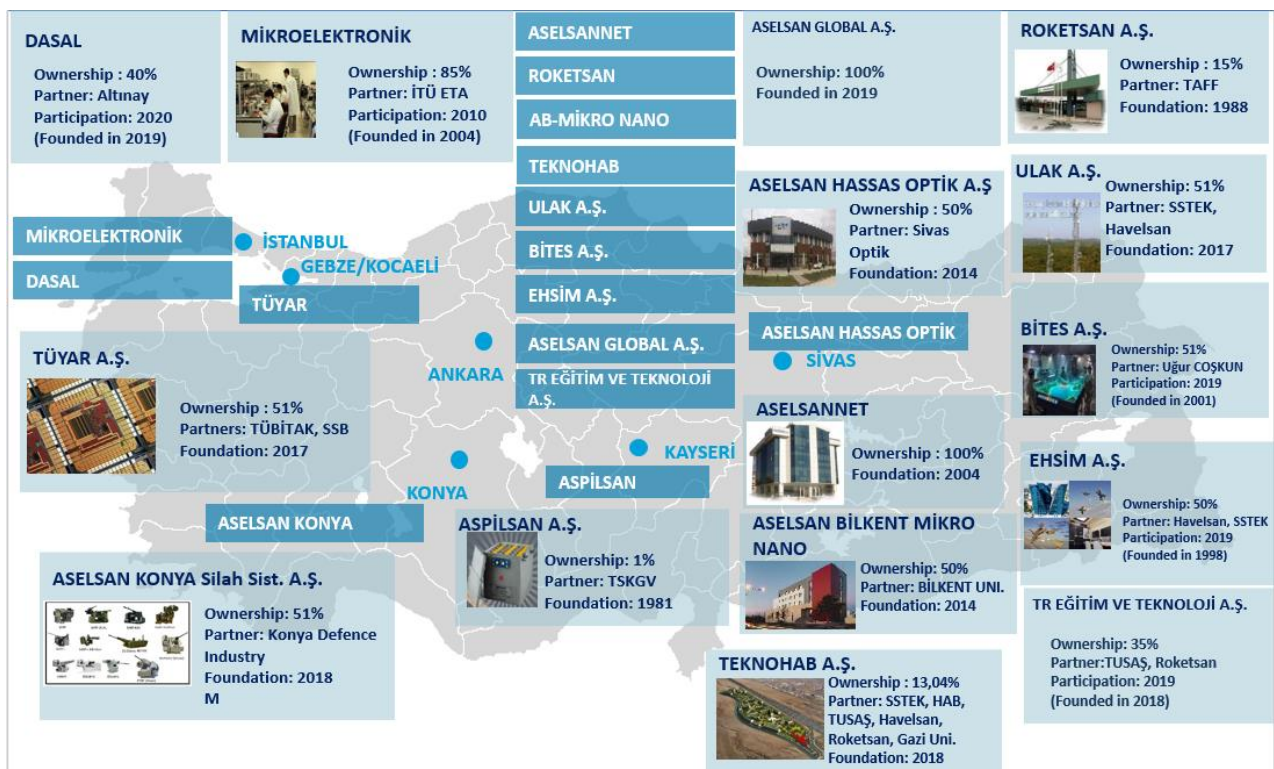 DASAL
Ownership : 40%
Partner: Altınay
Participation: 2020
(Founded in 2019)
MİKROELEKTRONİK
Ownership : 85%
Partner: İTÜ ETA
Participation: 2010
(Founded in 2004)
ASELSANNET
ROKETSAN
AB-MİKRO NANO
TEKNOHAB
ULAK A.Ş.
BİTES A.Ş.
EHSİM A.Ş.
ASELSAN GLOBAL A.Ş.
TR EĞİTİM VE TEKNOLOJİ
A.Ş.
ASELSAN GLOBAL A.Ş.
Ownership: 100%
Founded in 2019
ROKETSAN A.Ş.
Ownership : 15%
Partner: TAFF
Foundation: 1988
ASELSAN HASSAS OPTİK A.Ş
Ownership : 50%
Partner: Sivas
Optik
Foundation: 2014
ULAK A.Ş.
Ownership: 51%
Partner: SSTEK,
Havelsan
Foundation: 2017
MİKROELEKTRONİK
DASAL
İSTANBUL
GEBZE/KOCAELİ
TÜYAR
ANKARA
ASELSAN HASSAS OPTİK
SİVAS
BİTES A.Ş.
Ownership: 51%
Partner: Uğur COŞKUN
Participation: 2019
(Founded in 2001)
TÜYAR A.Ş.
Ownership : 51%
Partners: TÜBİTAK, SSB
Foundation: 2017
ASELSANNET
Ownership: 100%
Foundation: 2004
KAYSERİ
ASPİLSAN
KONYA
ASELSAN KONYA
EHSİM A.Ş.
Ownership: 50%
Partner: Havelsan, SSTEK
Participation: 2019
(Founded in 1998)
ASPİLSAN A.Ş.
Ownership: 1%
Partner: TSKGV
Foundation: 1981
ASELSAN BİLKENT MİKRO
NANO
Ownership: 50%
Partner: BİLKENT UNI.
Foundation: 2014
ASELSAN KONYA Silah Sist. A.Ş.
Ownership: 51%
Partner: Konya Defence
Industry
Foundation: 2018
M
TR EĞİTİM VE TEKNOLOJİ A.Ş.
Ownership: 35%
Partner:TUSAŞ, Roketsan
Participation: 2019
(Founded in 2018)
TEKNOHAB A.Ş.
Ownership : 13,04%
Partner: SSTEK, HAB,
TUSAŞ, Havelsan,
Roketsan, Gazi Uni.
Foundation: 2018